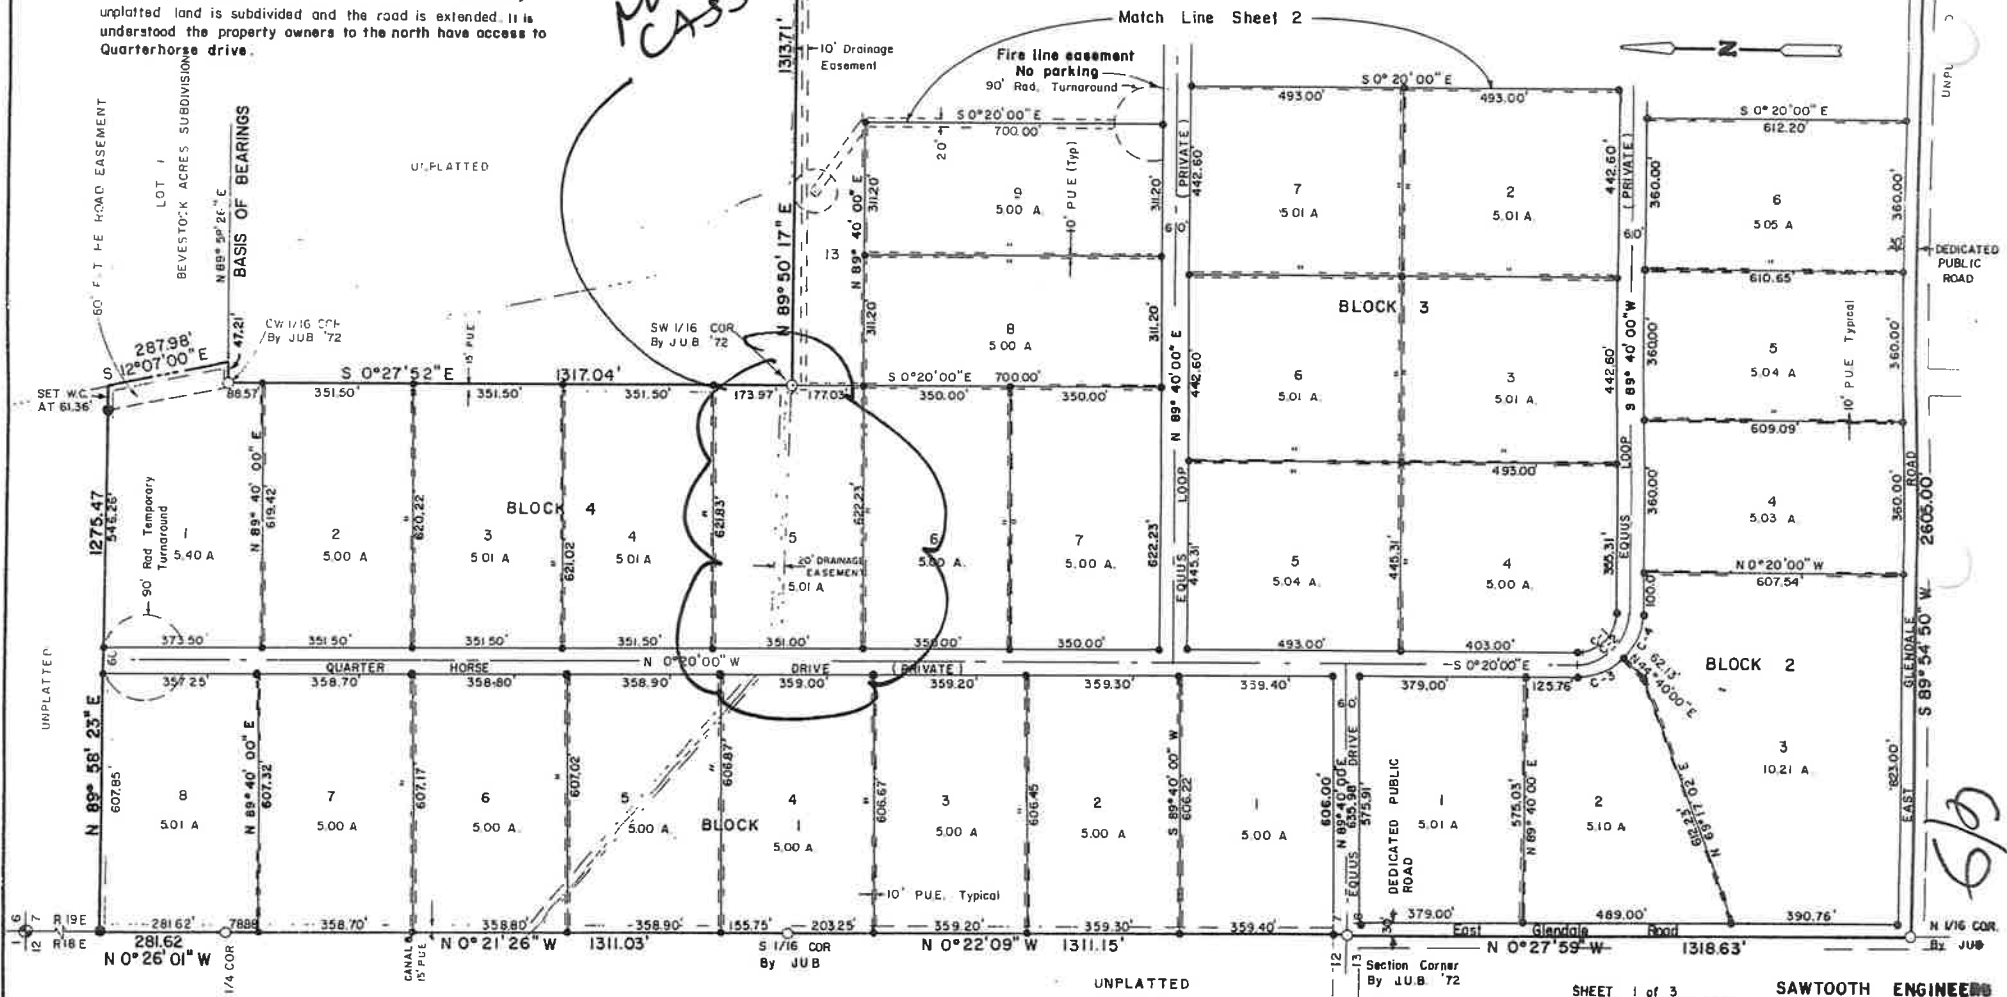 unplatted land is subdivided and the road is extended. It is
understood the property owners to the north have access to
Quarterhorse drive.
CASS
Match Line Sheet 2
N
1313.71'
10' Drainage
Easement
Fire line easement
No parking
90' Rad. Turnaround
60' EASEMENT ROAD
LOT 1
BEVESTOCK ACRES SUBDIVISION
N 89° 58' 26" E
BASIS OF BEARINGS
47.21'
UNPLATTED
S 0° 20' 00" E
700.00'
20'
10' PUE (Typ)
S 0° 20' 00" E
493.00'
493.00'
S 0° 20' 00" E
612.20'
N 89° 50' 17" E
N 89° 40' 00" E
311.20'
311.20'
9
5.00 A.
13
8
5.00 A
311.20'
311.20'
(PRIVATE)
442.60'
60'
N 89° 40' 00" E
442.60'
EQUUS LOOP
7
5.01 A
2
5.01 A.
BLOCK 3
6
5.01 A.
3
5.01 A.
493.00'
5
5.04 A.
4
5.00 A.
445.31'
445.31'
355.31'
442.60'
442.60'
(PRIVATE)
60'
S 89° 40' 00" W
EQUUS LOOP
360.00'
360.00'
360.00'
100.0'
6
5.05 A
610.65'
5
5.04 A
609.09'
4
5.03 A.
N 0° 20' 00" W
607.54'
10' P.U.E. Typical
360.00'
360.00'
360.00'
DEDICATED
PUBLIC
ROAD
S 89° 54' 50" W 2605.00'
EAST GLENDALE ROAD
287.98'
S 12° 07' 00" E
SET W.C.
AT 61.36'
CW 1/16 COR
By JUB '72
SW 1/16 COR
By J.U.B. '72
15' PUE
S 0° 27' 52" E 1317.04'
88.57'
351.50'
351.50'
351.50'
173.97'
177.03'
S 0° 20' 00" E 700.00'
350.00'
350.00'
1275.47
546.26'
90' Rad Temporary
Turnaround
N 89° 40' 00" E
619.42'
620.22'
621.02'
621.83'
622.23'
622.23'
BLOCK 4
1
5.40 A
2
5.00 A
3
5.01 A
4
5.01 A
5
20' DRAINAGE
EASEMENT
5.01 A
6
5.00 A.
7
5.00 A.
373.50'
351.50'
351.50'
351.50'
351.00'
350.00'
350.00'
493.00'
403.00'
60'
QUARTER HORSE DRIVE (PRIVATE)
N 0° 20' 00" W
S 0° 20' 00" E
C-4
C-3
62.13'
N 44° 40' 00" E
BLOCK 2
UNPLATTED
357.25'
358.70'
358.80'
358.90'
359.00'
359.20'
359.30'
359.40'
379.00'
125.76'
N 89° 58' 23" E
607.85'
N 89° 40' 00" E
607.32'
607.17'
607.02'
606.87'
606.67'
606.45'
S 89° 40' 00" W
606.22
606.00'
8
5.01 A
7
5.00 A
6
5.00 A.
5
5.00 A.
BLOCK 1
4
5.00 A
3
5.00 A
2
5.00 A
1
5.00 A
10' P.U.E. Typical
60'
N 89° 40' 00" E
635.98'
575.91'
EQUUS DRIVE
DEDICATED PUBLIC
ROAD
1
5.01 A
575.03'
N 89° 40' 00" E
2
5.10 A.
612.23'
N 69° 17' 02" E
3
10.21 A.
823.00'
6
7
1
12
R 19 E
R 18 E
281.62'
78.88
358.70'
358.80'
358.90'
155.75'
203.25'
359.20'
359.30'
359.40'
379.00'
489.00'
390.76'
30'
East Glendale Road
281.62
N 0° 26' 01" W
1/4 COR
CANAL &
15' PUE
N 0° 21' 26" W 1311.03'
S 1/16 COR
By JUB
N 0° 22' 09" W 1311.15'
N 0° 27' 59" W 1318.63'
12
13
7
18
Section Corner
By J.U.B. '72
N 1/16 COR.
By JUB
UNPLATTED
SHEET 1 of 3
SAWTOOTH ENGINEERS